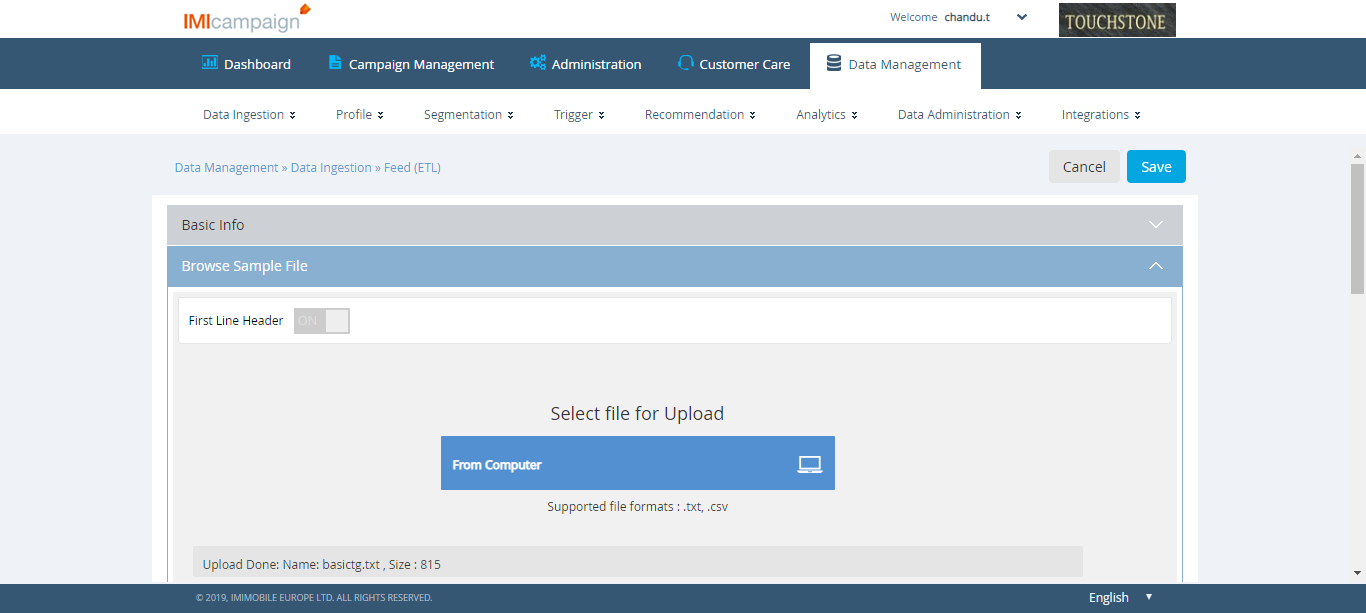 IMIcampaign
Welcome chandu.t
TOUCHSTONE
Dashboard Campaign Management Administration Customer Care Data Management
Data Ingestion Profile Segmentation Trigger Recommendation Analytics Data Administration Integrations
Data Management » Data Ingestion » Feed (ETL)
Cancel Save
Basic Info
Browse Sample File
First Line Header ON
Select file for Upload
From Computer
Supported file formats : .txt, .csv
Upload Done: Name: basictg.txt , Size : 815
© 2019, IMIMOBILE EUROPE LTD. ALL RIGHTS RESERVED.
English